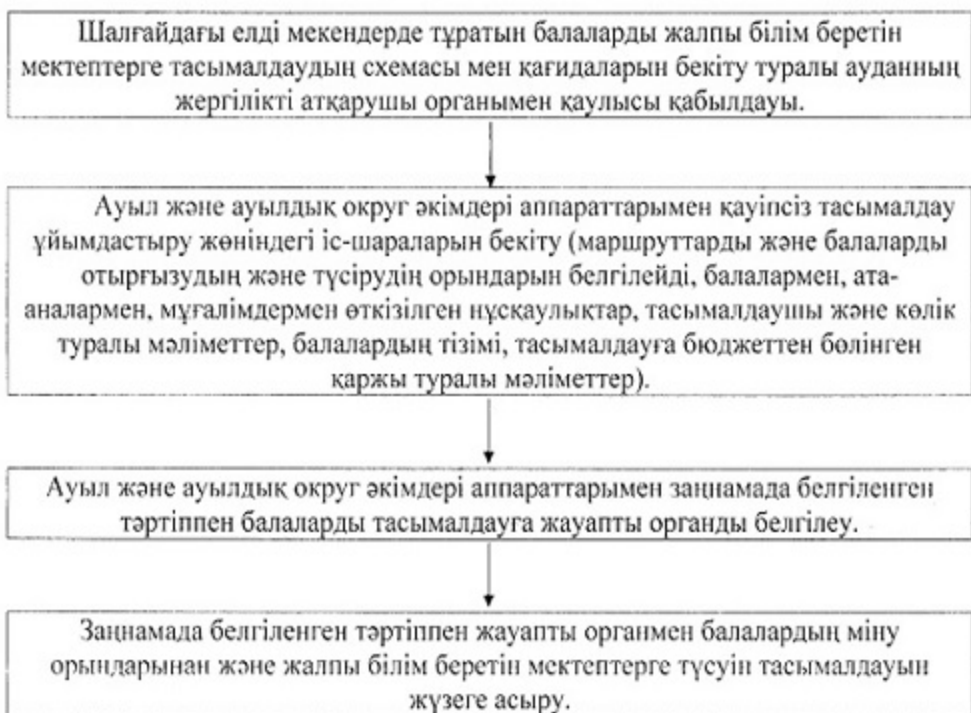 Шалғайдағы елді мекендерде тұратын балаларды жалпы білім беретін
мектептерге тасымалдаудың схемасы мен қағидаларын бекіту туралы ауданның
жергілікті атқарушы органымен қаулысы қабылдауы.
Ауыл және ауылдық округ әкімдері аппараттарымен қауіпсіз тасымалдау
ұйымдастыру жөніндегі іс-шараларын бекіту (маршруттарды және балаларды
отырғызудың және түсірудің орындарын белгілейді, балалармен, ата-
аналармен, мұғалімдермен өткізілген нұсқаулықтар, тасымалдаушы және көлік
туралы мәліметтер, балалардың тізімі, тасымалдауға бюджеттен бөлінген
қаржы туралы мәліметтер).
Ауыл және ауылдық округ әкімдері аппараттарымен заңнамада белгіленген
тәртіппен балаларды тасымалдауга жауапты органды белгілеу.
Заңнамада белгіленген тәртіппен жауапты органмен балалардың міну
орындарынан және жалпы білім беретін мектептерге түсуін тасымалдауын
жүзеге асыру.